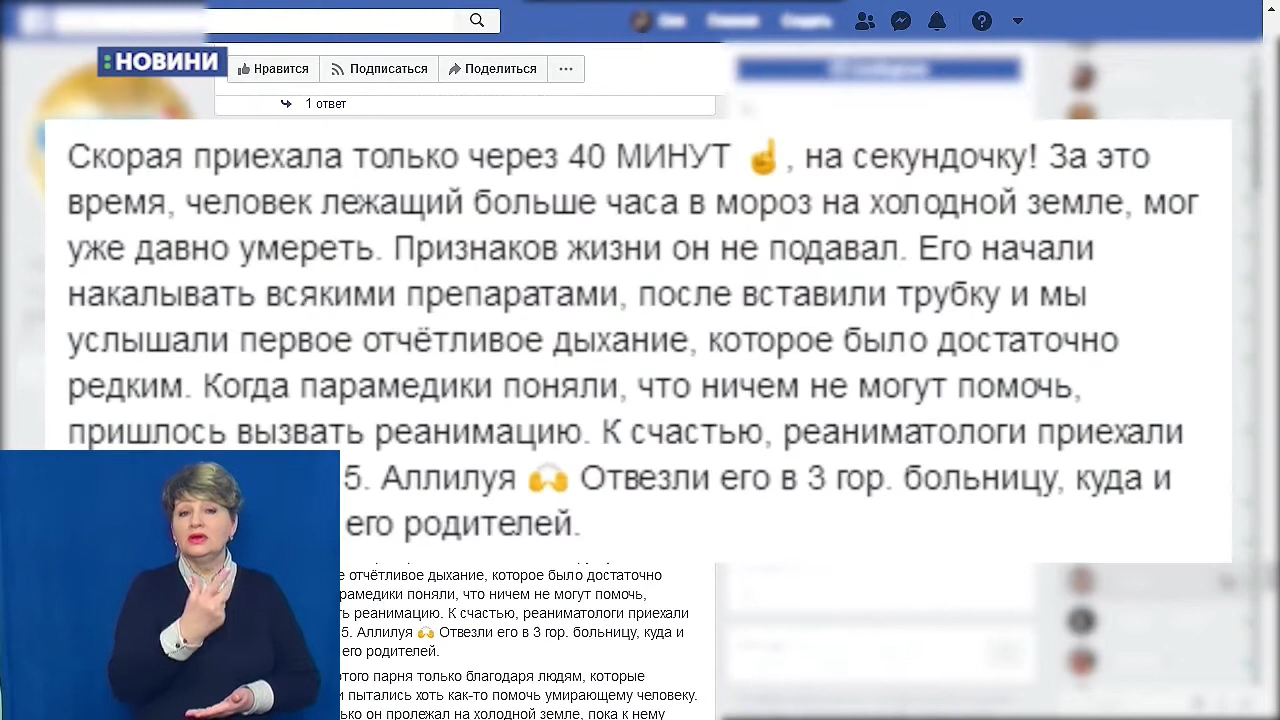 :НОВИНИ
Нравится
Подписаться
Поделиться
1 ответ
Скорая приехала только через 40 МИНУТ ☝, на секундочку! За это
время, человек лежащий больше часа в мороз на холодной земле, мог
уже давно умереть. Признаков жизни он не подавал. Его начали
накалывать всякими препаратами, после вставили трубку и мы
услышали первое отчётливое дыхание, которое было достаточно
редким. Когда парамедики поняли, что ничем не могут помочь,
пришлось вызвать реанимацию. К счастью, реаниматологи приехали
5. Аллилуя 🙌 Отвезли его в 3 гор. больницу, куда и
его родителей.
отчётливое дыхание, которое было достаточно
парамедики поняли, что ничем не могут помочь,
реанимацию. К счастью, реаниматологи приехали
5. Аллилуя 🙌 Отвезли его в 3 гор. больницу, куда и
его родителей.
этого парня только благодаря людям, которые
и пытались хоть как-то помочь умирающему человеку.
он пролежал на холодной земле, пока к нему